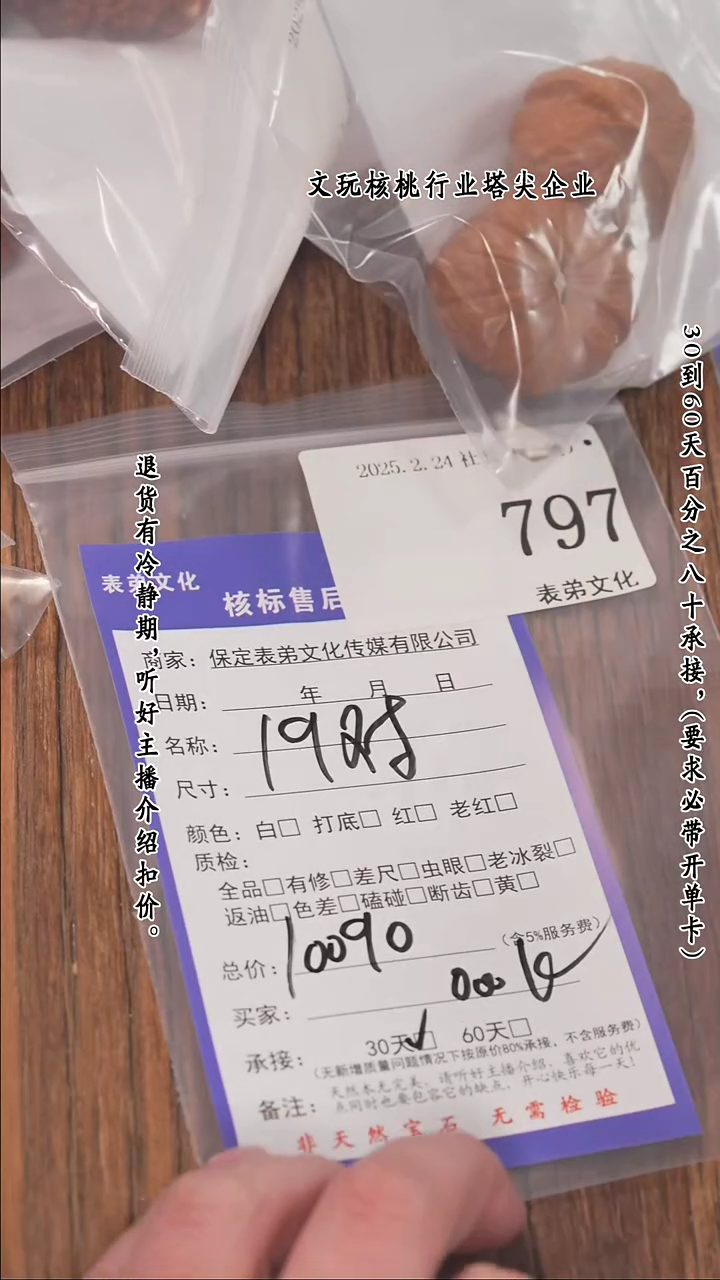 文玩核桃行业塔尖企业
30到60天百分之八十承接，（要求必带开单卡）
退货有冷静期，听好主播介绍扣价。
2025.2.24 社
797
表弟文化
表弟文化
核标售后
商家：保定表弟文化传媒有限公司
日期： 年 月 日
名称：
19对
尺寸：
颜色：白□ 打底□ 红□ 老红□
质检：
全品□有修□差尺□虫眼□老冰裂□
返油□色差□磕碰□断齿□黄□
总价：10090 （含5%服务费）
买家：
承接： 30天☑ 60天□
（无新增质量问题情况下按原价80%承接，不含服务费）
备注：天然本无完美，请听好主播介绍，喜欢它的优
点同时也要包容它的缺点，开心快乐每一天！
非天然宝石 无需检验